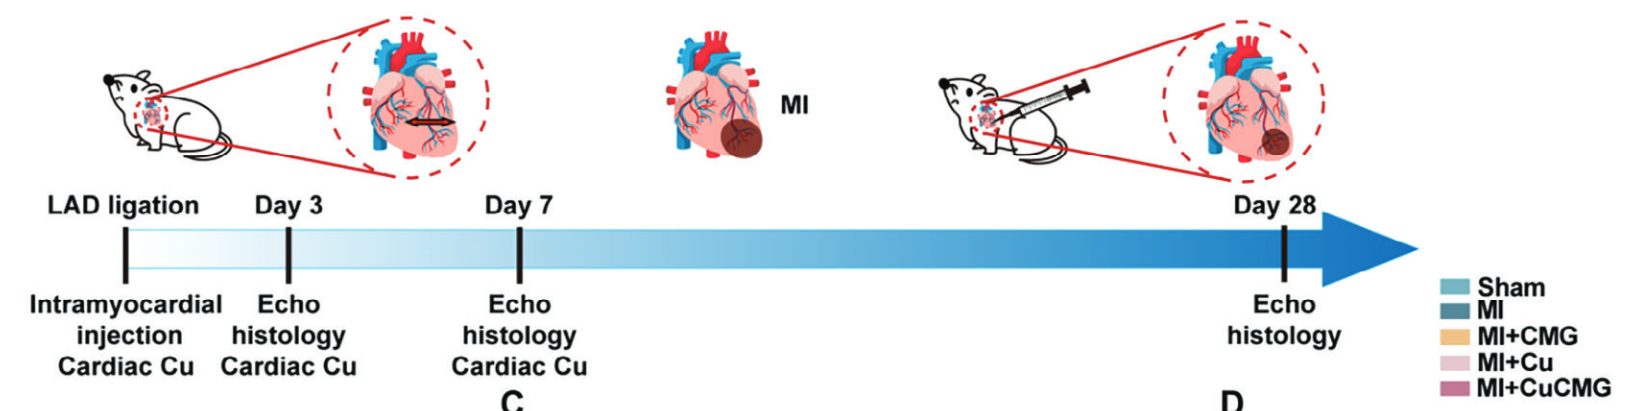 MI
LAD ligation
Day 3
Day 7
Day 28
Intramyocardial
injection
Cardiac Cu
Echo
histology
Cardiac Cu
Echo
histology
Cardiac Cu
Echo
histology
Sham
MI
MI+CMG
MI+Cu
MI+CuCMG
C
D